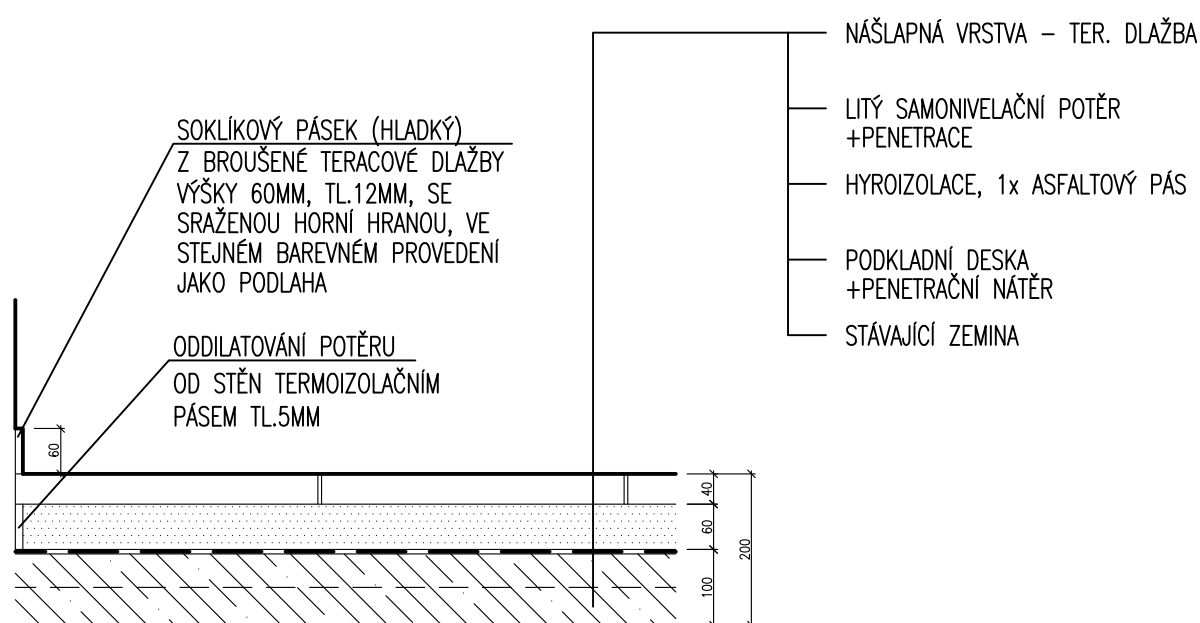 NÁŠLAPNÁ VRSTVA – TER. DLAŽBA
LITÝ SAMONIVELAČNÍ POTĚR
+PENETRACE
HYROIZOLACE, 1x ASFALTOVÝ PÁS
PODKLADNÍ DESKA
+PENETRAČNÍ NÁTĚR
STÁVAJÍCÍ ZEMINA
SOKLÍKOVÝ PÁSEK (HLADKÝ)
Z BROUŠENÉ TERACOVÉ DLAŽBY
VÝŠKY 60MM, TL.12MM, SE
SRAŽENOU HORNÍ HRANOU, VE
STEJNÉM BAREVNÉM PROVEDENÍ
JAKO PODLAHA
ODDILATOVÁNÍ POTĚRU
OD STĚN TERMOIZOLAČNÍM
PÁSEM TL.5MM
60
40
60
100
200